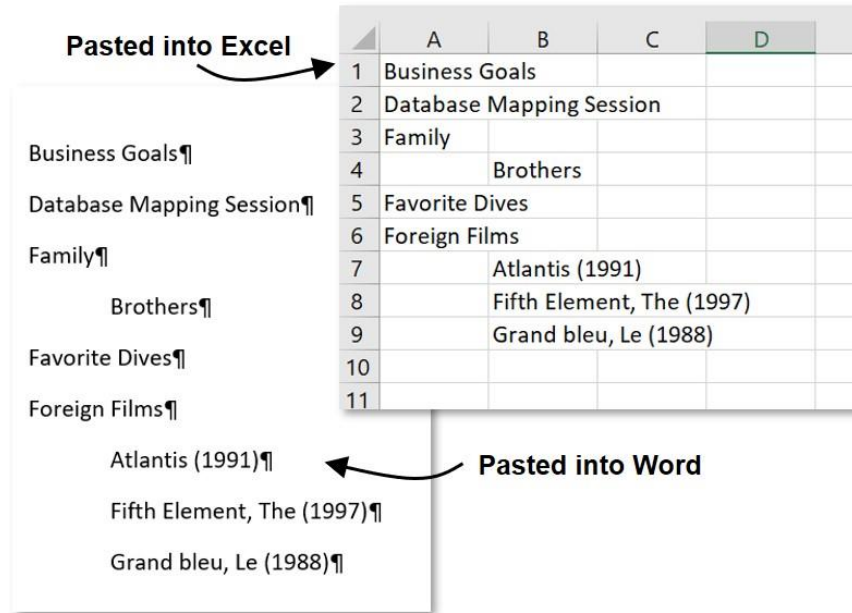 Pasted into Excel
A B C D
1 Business Goals
2 Database Mapping Session
3 Family
4 Brothers
5 Favorite Dives
6 Foreign Films
7 Atlantis (1991)
8 Fifth Element, The (1997)
9 Grand bleu, Le (1988)
10
11
Business Goals¶
Database Mapping Session¶
Family¶
Brothers¶
Favorite Dives¶
Foreign Films¶
Atlantis (1991)¶
Fifth Element, The (1997)¶
Grand bleu, Le (1988)¶
Pasted into Word